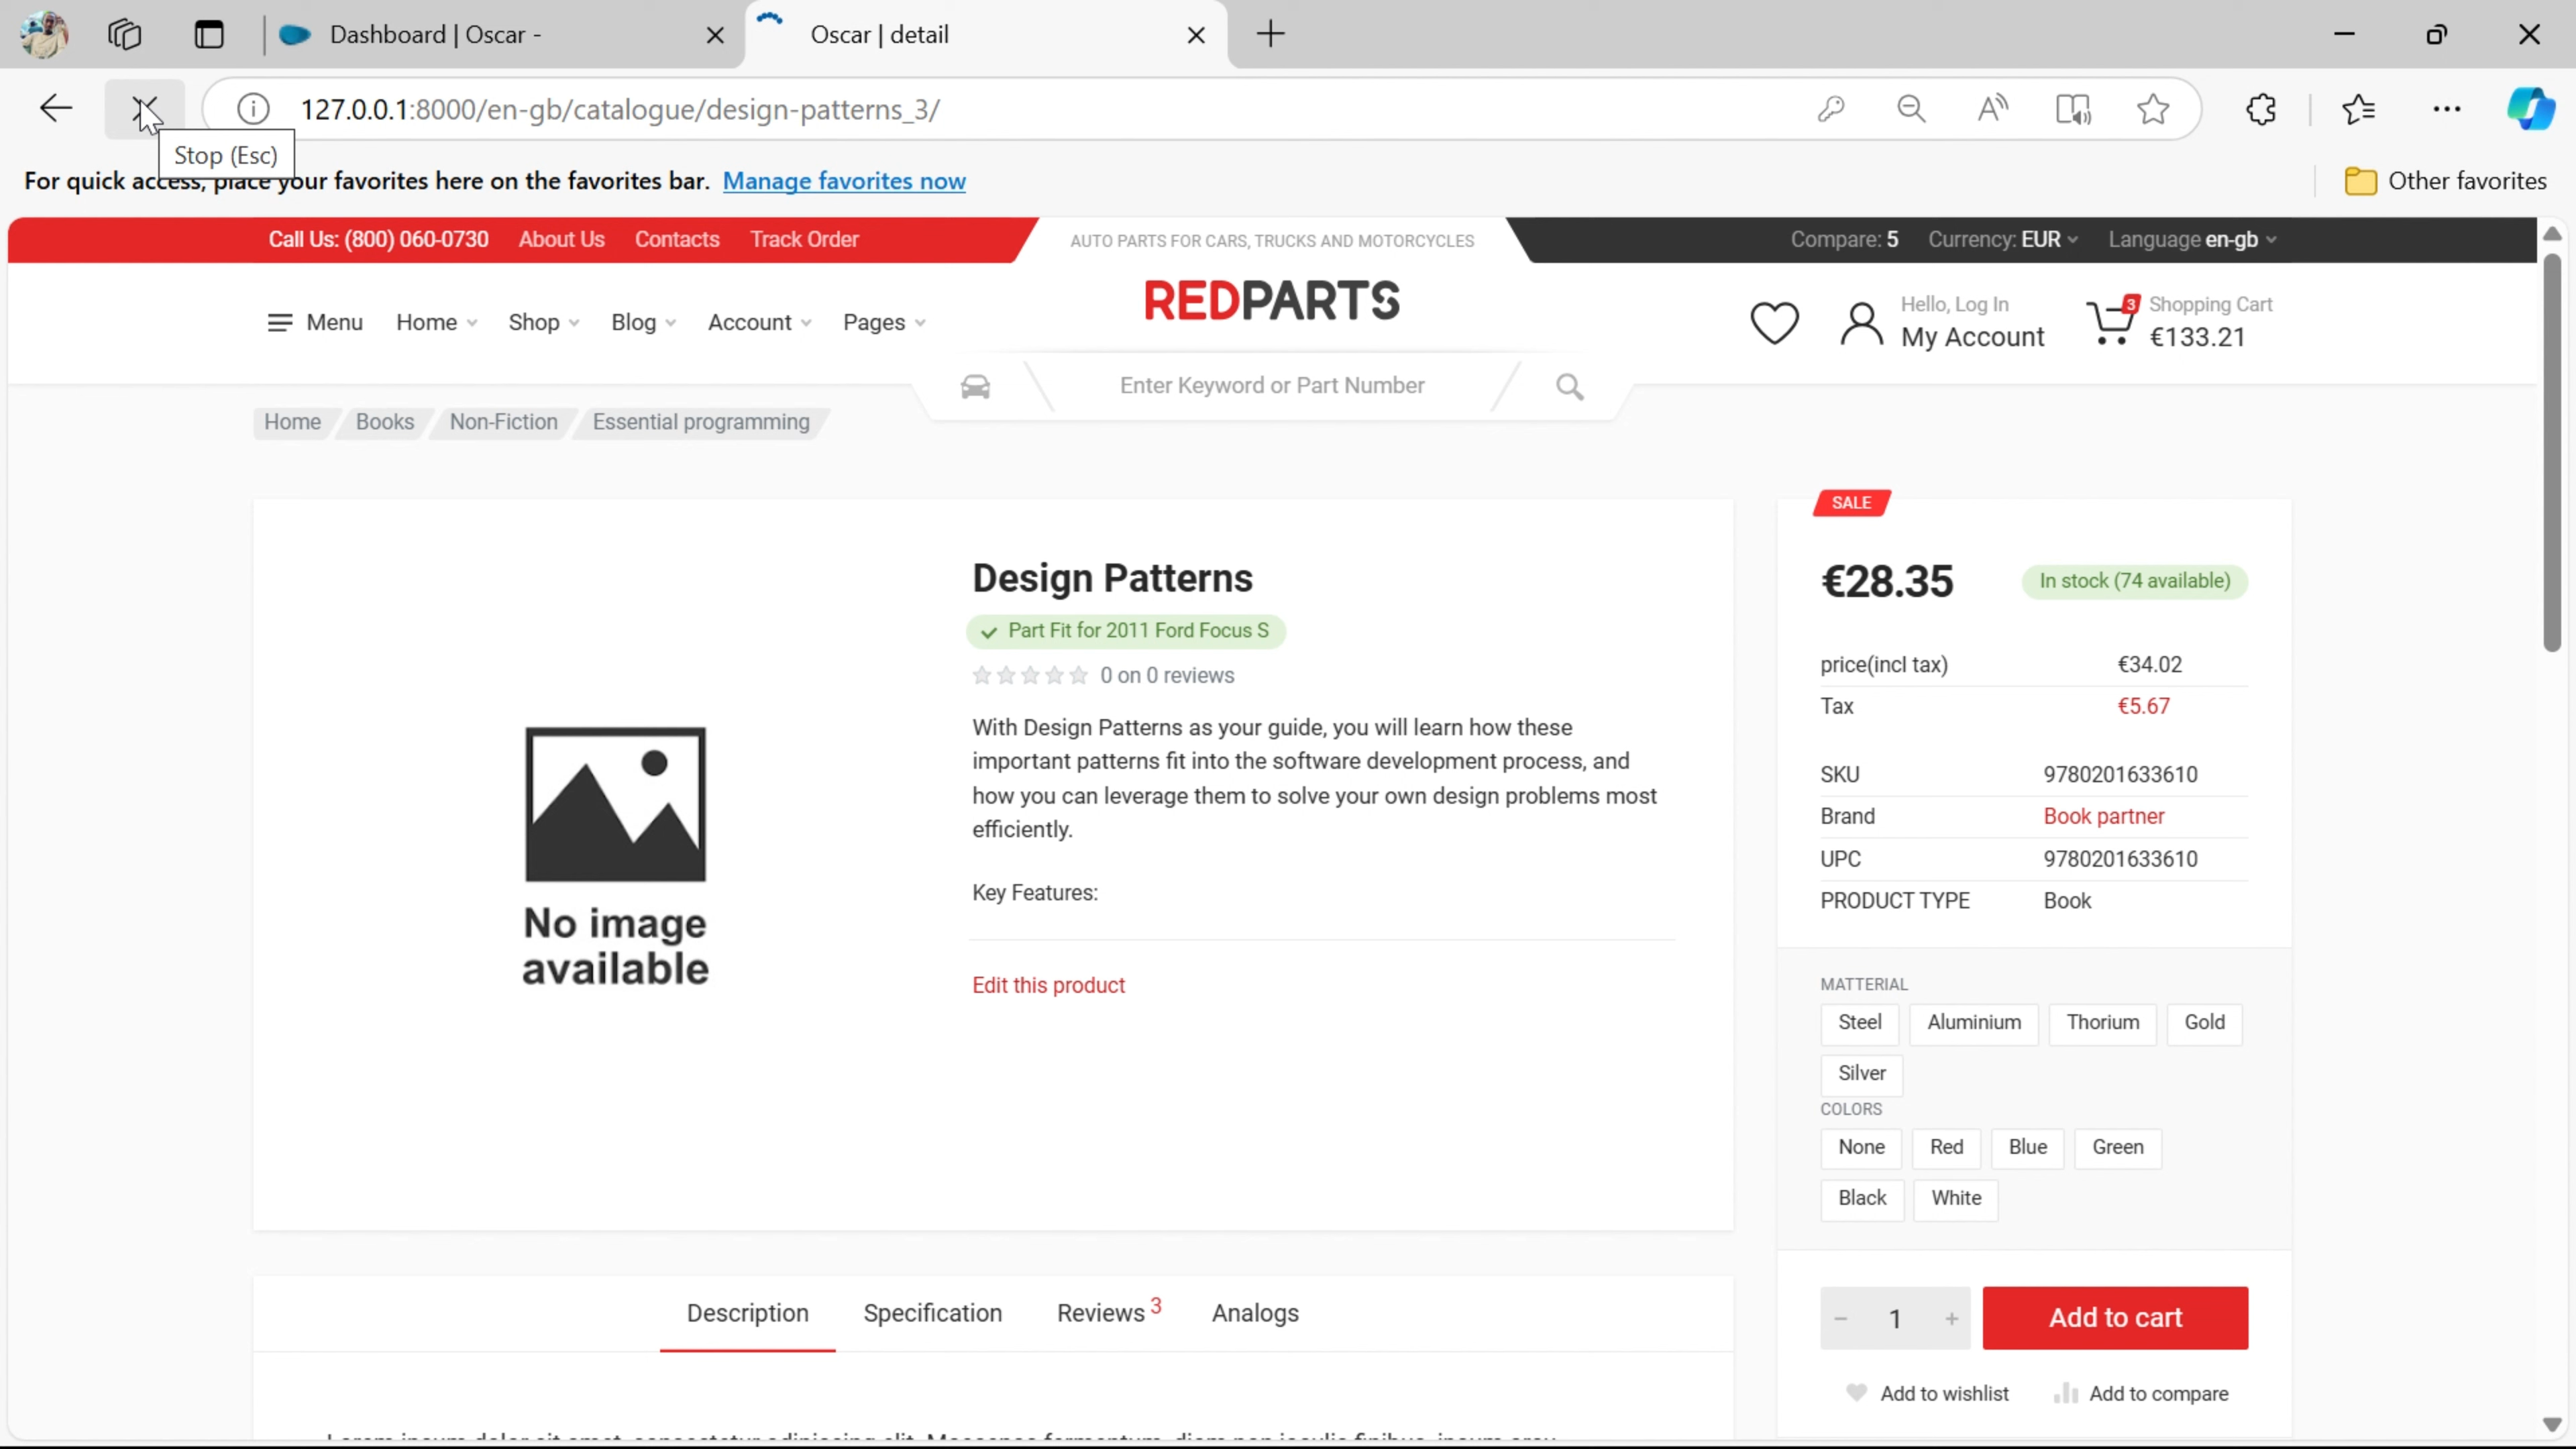 Dashboard | Oscar -
Oscar | detail
127.0.0.1:8000/en-gb/catalogue/design-patterns_3/
Stop (Esc)
For quick access, place your favorites here on the favorites bar. Manage favorites now
Other favorites
Call Us: (800) 060-0730 About Us Contacts Track Order
AUTO PARTS FOR CARS, TRUCKS AND MOTORCYCLES
Compare: 5 Currency: EUR Language en-gb
REDPARTS
Menu Home Shop Blog Account Pages
Hello, Log In
My Account
3
Shopping Cart
€133.21
Enter Keyword or Part Number
Home Books Non-Fiction Essential programming
No image
available
Design Patterns
Part Fit for 2011 Ford Focus S
0 on 0 reviews
With Design Patterns as your guide, you will learn how these
important patterns fit into the software development process, and
how you can leverage them to solve your own design problems most
efficiently.
Key Features:
Edit this product
SALE
€28.35 In stock (74 available)
price(incl tax) €34.02
Tax €5.67
SKU 9780201633610
Brand Book partner
UPC 9780201633610
PRODUCT TYPE Book
MATTERIAL
Steel Aluminium Thorium Gold
Silver
COLORS
None Red Blue Green
Black White
1 Add to cart
Add to wishlist Add to compare
Description Specification Reviews 3 Analogs